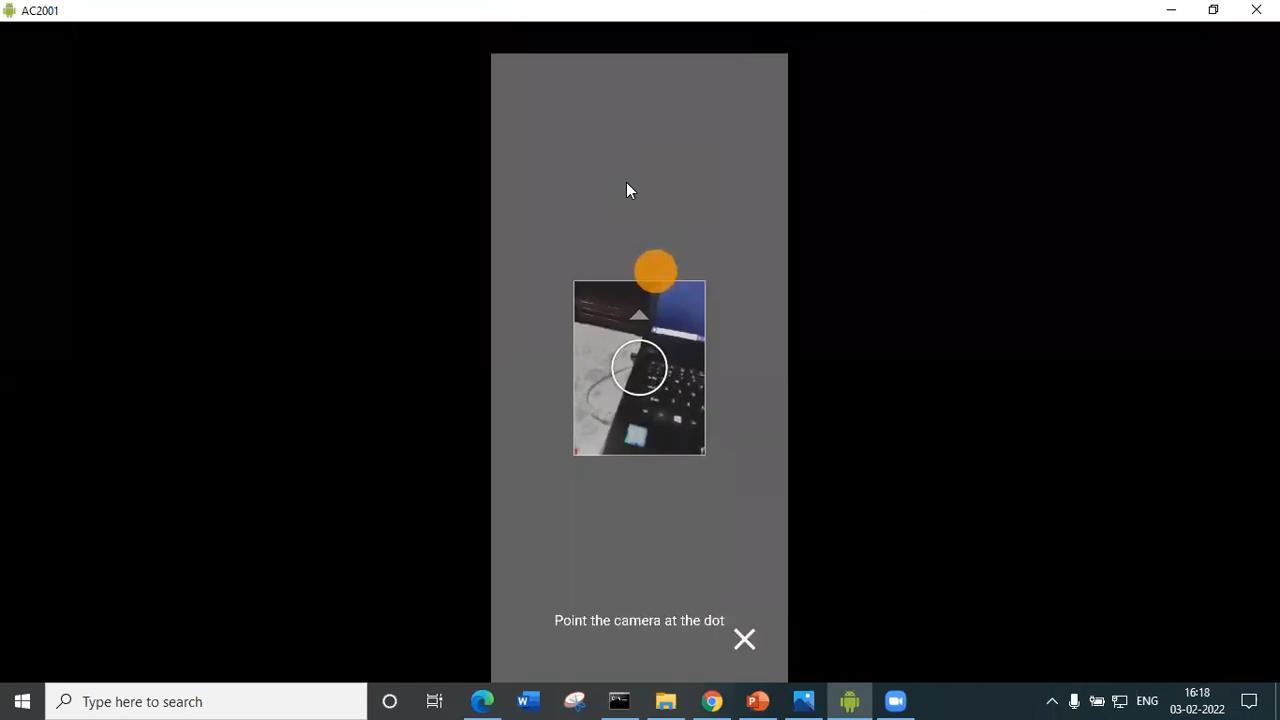 AC2001
Point the camera at the dot
Type here to search
ENG
16:18
03-02-2022